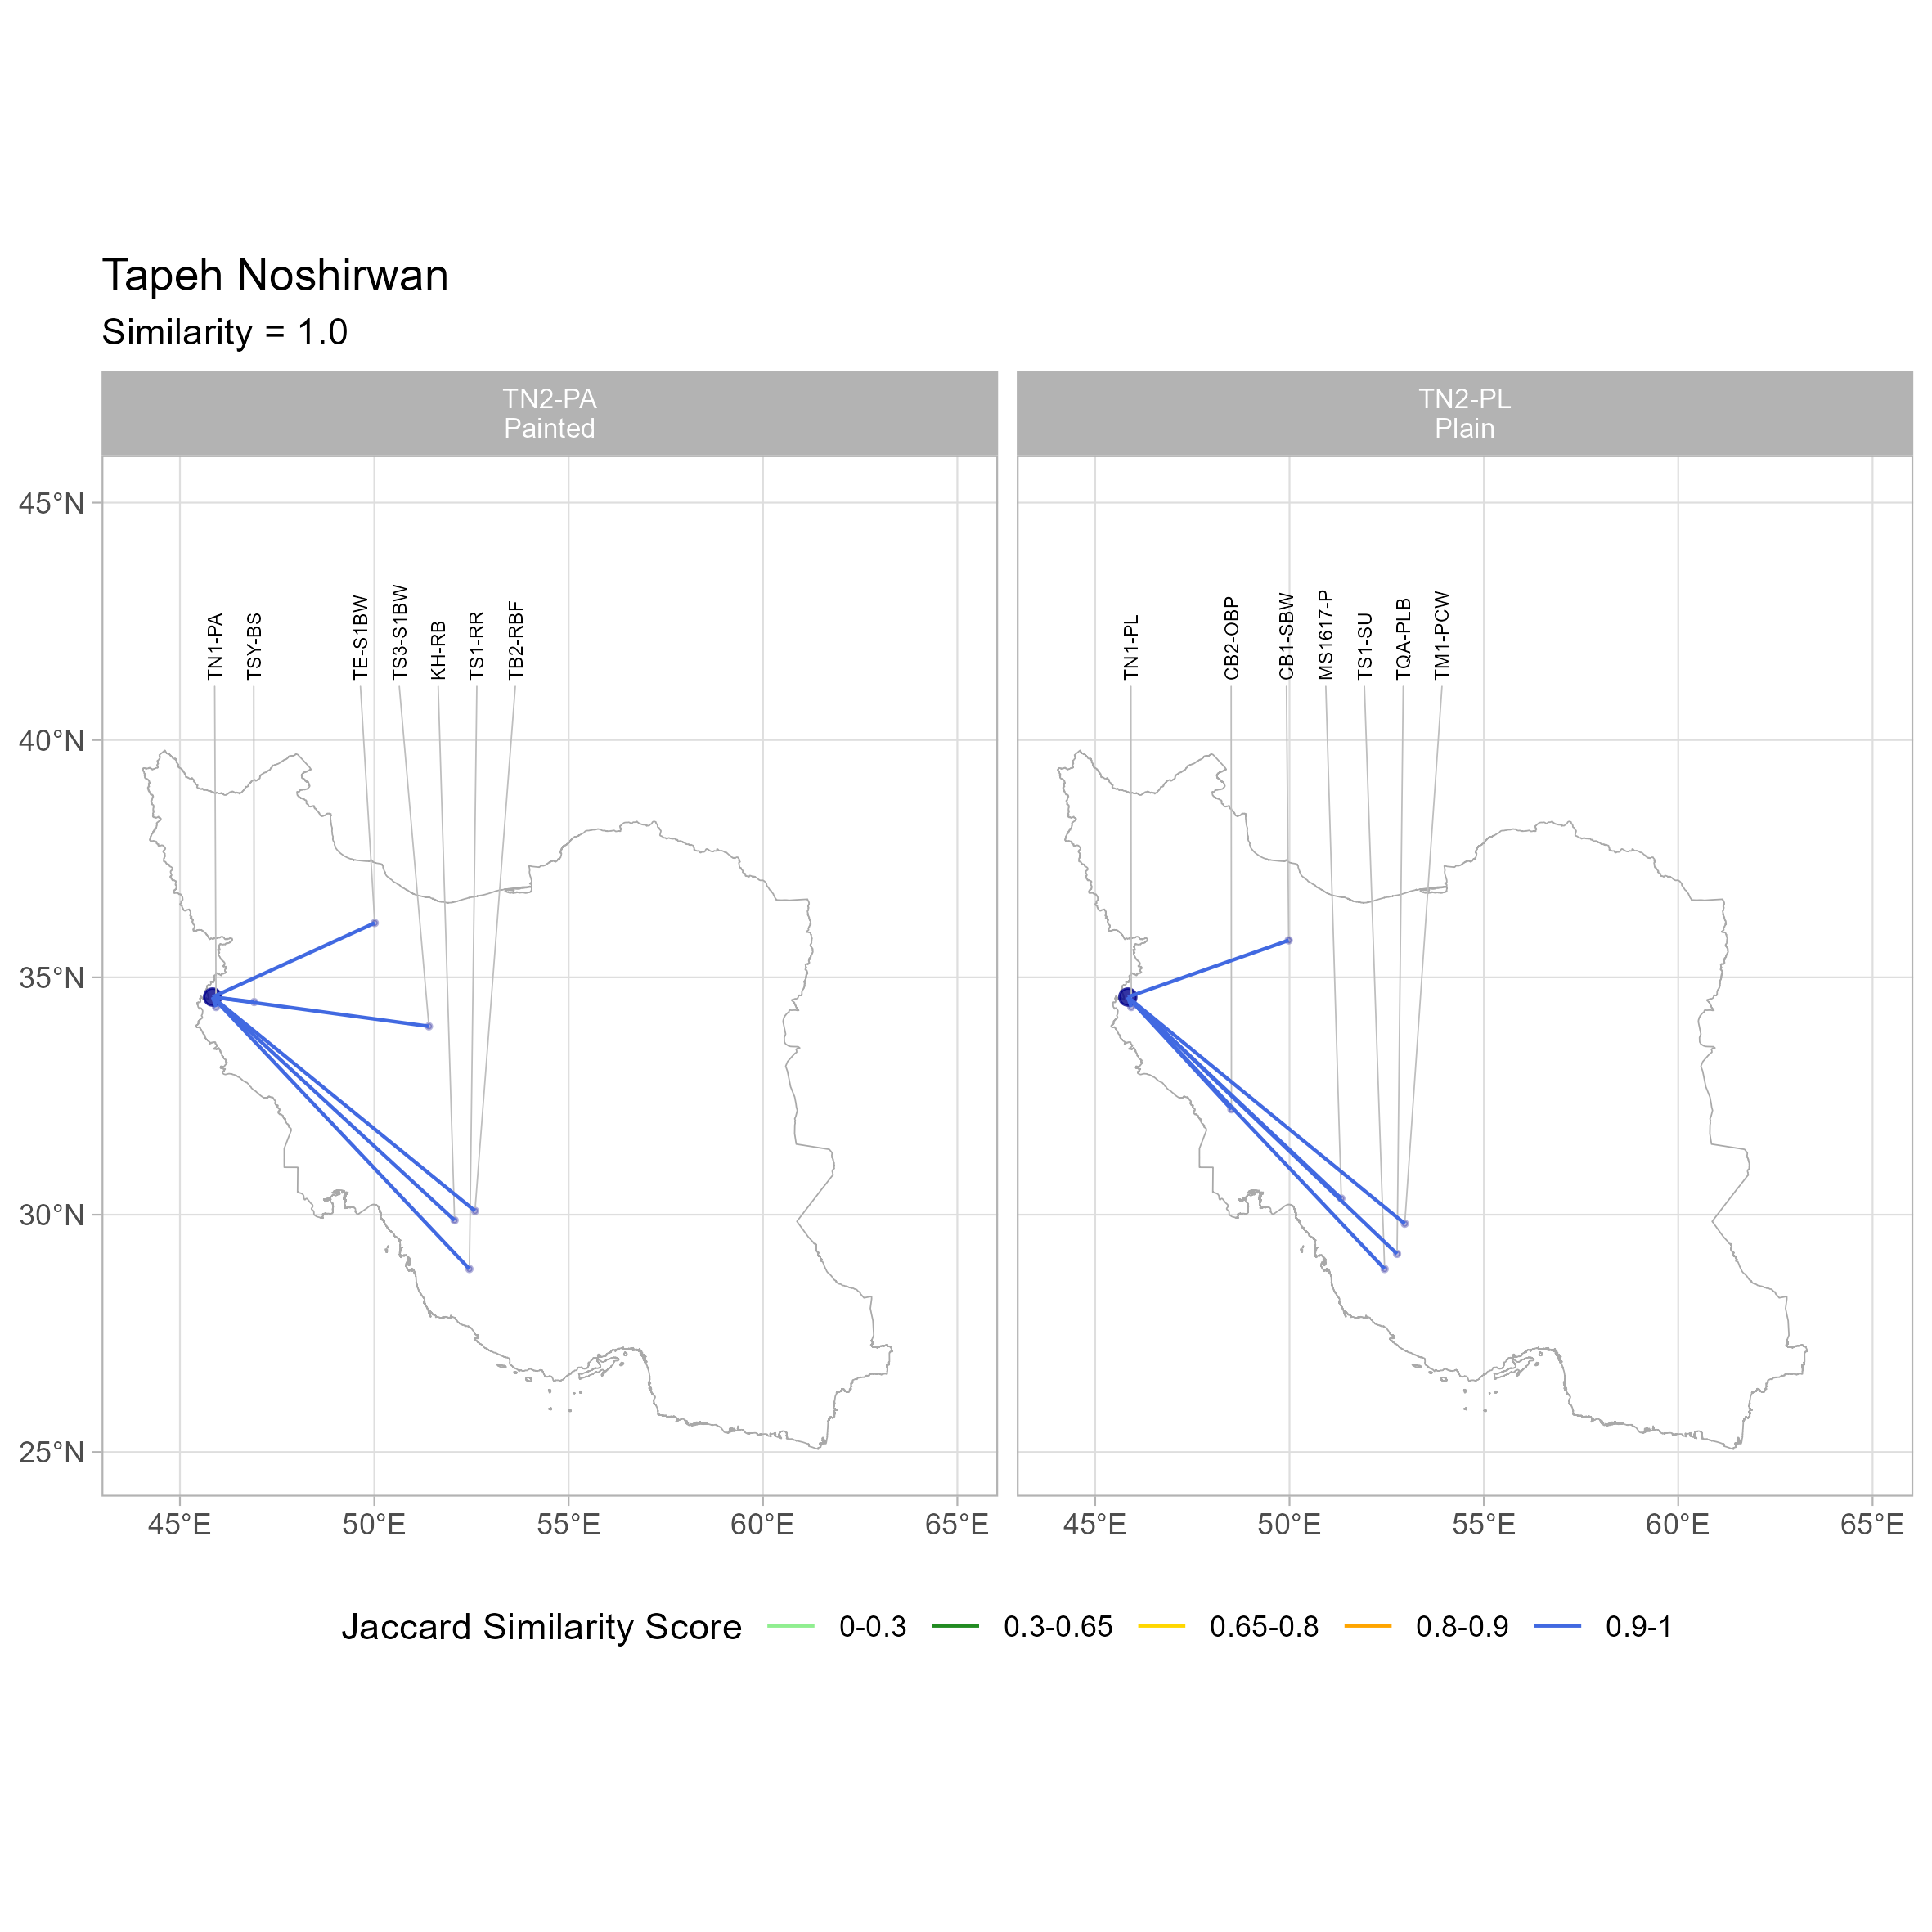 Tapeh Noshirwan
Similarity = 1.0
TN2-PA
Painted
TN2-PL
Plain
45°N
40°N
35°N
30°N
25°N
TN1-PA
TSY-BS
TE-S1BW
TS3-S1BW
KH-RB
TS1-RR
TB2-RBF
TN1-PL
CB2-OBP
CB1-SBW
MS1617-P
TS1-SU
TQA-PLB
TM1-PCW
45°E 50°E 55°E 60°E 65°E
45°E 50°E 55°E 60°E 65°E
Jaccard Similarity Score 0-0.3 0.3-0.65 0.65-0.8 0.8-0.9 0.9-1